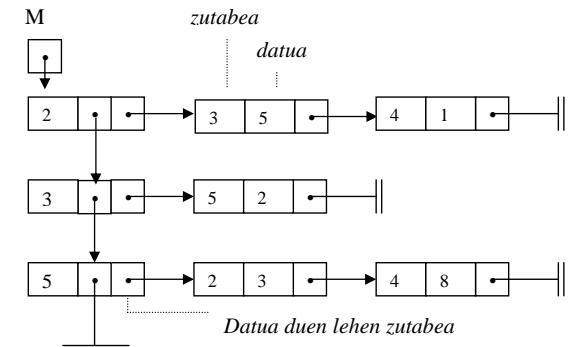 M zutabea
datua
2 3 5 4 1
3 5 2
5 2 3 4 8
Datua duen lehen zutabea